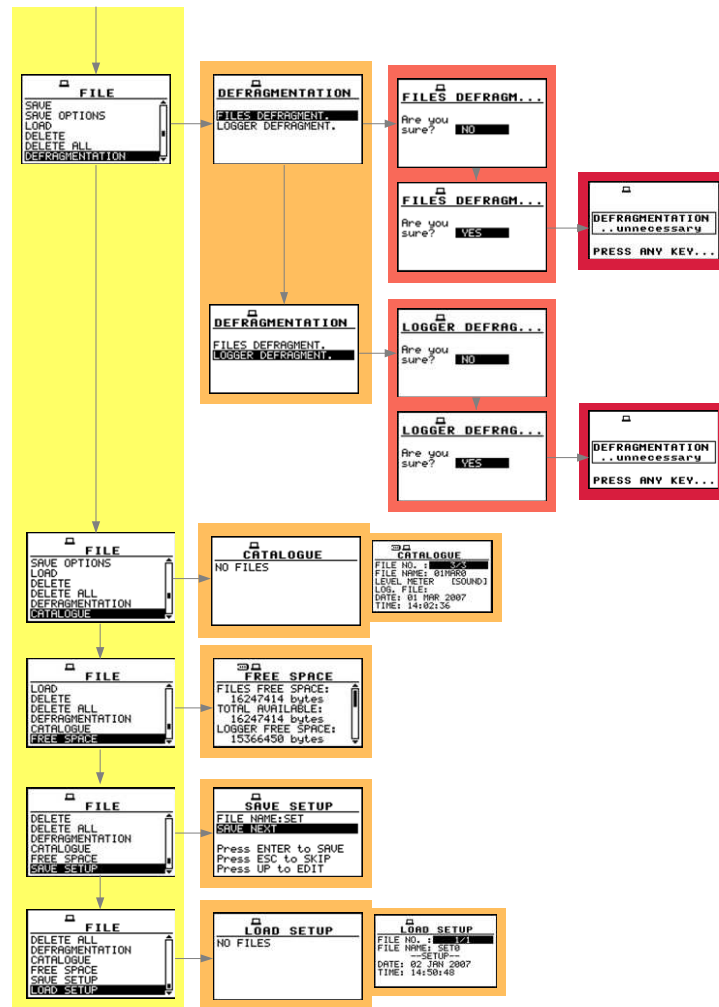 FILE
SAVE
SAVE OPTIONS
LOAD
DELETE
DELETE ALL
DEFRAGMENTATION
DEFRAGMENTATION
FILES DEFRAGMENT.
LOGGER DEFRAGMENT.
FILES DEFRAGM...
Are you
sure? NO
FILES DEFRAGM...
Are you
sure? YES
DEFRAGMENTATION
..unnecessary
PRESS ANY KEY...
DEFRAGMENTATION
FILES DEFRAGMENT.
LOGGER DEFRAGMENT.
LOGGER DEFRAG...
Are you
sure? NO
LOGGER DEFRAG...
Are you
sure? YES
DEFRAGMENTATION
..unnecessary
PRESS ANY KEY...
FILE
SAVE OPTIONS
LOAD
DELETE
DELETE ALL
DEFRAGMENTATION
CATALOGUE
CATALOGUE
NO FILES
CATALOGUE
FILE NO. : 3/3
FILE NAME: 01MAR0
LEVEL METER [SOUND]
LOG. FILE:
DATE: 01 MAR 2007
TIME: 14:02:36
FILE
LOAD
DELETE
DELETE ALL
DEFRAGMENTATION
CATALOGUE
FREE SPACE
FREE SPACE
FILES FREE SPACE:
16247414 bytes
TOTAL AVAILABLE:
16247414 bytes
LOGGER FREE SPACE:
15366450 bytes
FILE
DELETE
DELETE ALL
DEFRAGMENTATION
CATALOGUE
FREE SPACE
SAVE SETUP
SAVE SETUP
FILE NAME:SET
SAVE NEXT
Press ENTER to SAVE
Press ESC to SKIP
Press UP to EDIT
FILE
DELETE ALL
DEFRAGMENTATION
CATALOGUE
FREE SPACE
SAVE SETUP
LOAD SETUP
LOAD SETUP
NO FILES
LOAD SETUP
FILE NO. : 1/1
FILE NAME: SET0
--SETUP--
DATE: 02 JAN 2007
TIME: 14:50:48